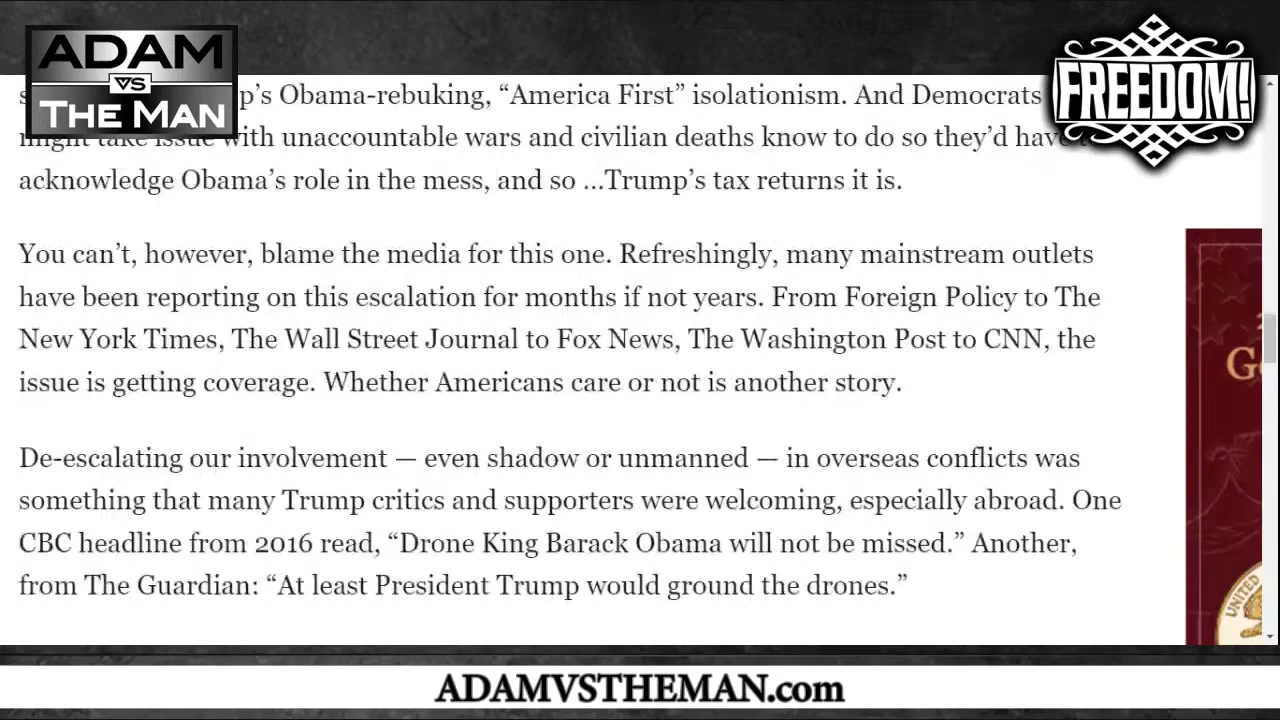 ADAM
VS
THE MAN
FREEDOM!
p’s Obama-rebuking, “America First” isolationism. And Democrats
might take issue with unaccountable wars and civilian deaths know to do so they’d have
acknowledge Obama’s role in the mess, and so ...Trump’s tax returns it is.
You can’t, however, blame the media for this one. Refreshingly, many mainstream outlets
have been reporting on this escalation for months if not years. From Foreign Policy to The
New York Times, The Wall Street Journal to Fox News, The Washington Post to CNN, the
issue is getting coverage. Whether Americans care or not is another story.
De-escalating our involvement — even shadow or unmanned — in overseas conflicts was
something that many Trump critics and supporters were welcoming, especially abroad. One
CBC headline from 2016 read, “Drone King Barack Obama will not be missed.” Another,
from The Guardian: “At least President Trump would ground the drones.”
UNITED
ADAMVSTHEMAN.com